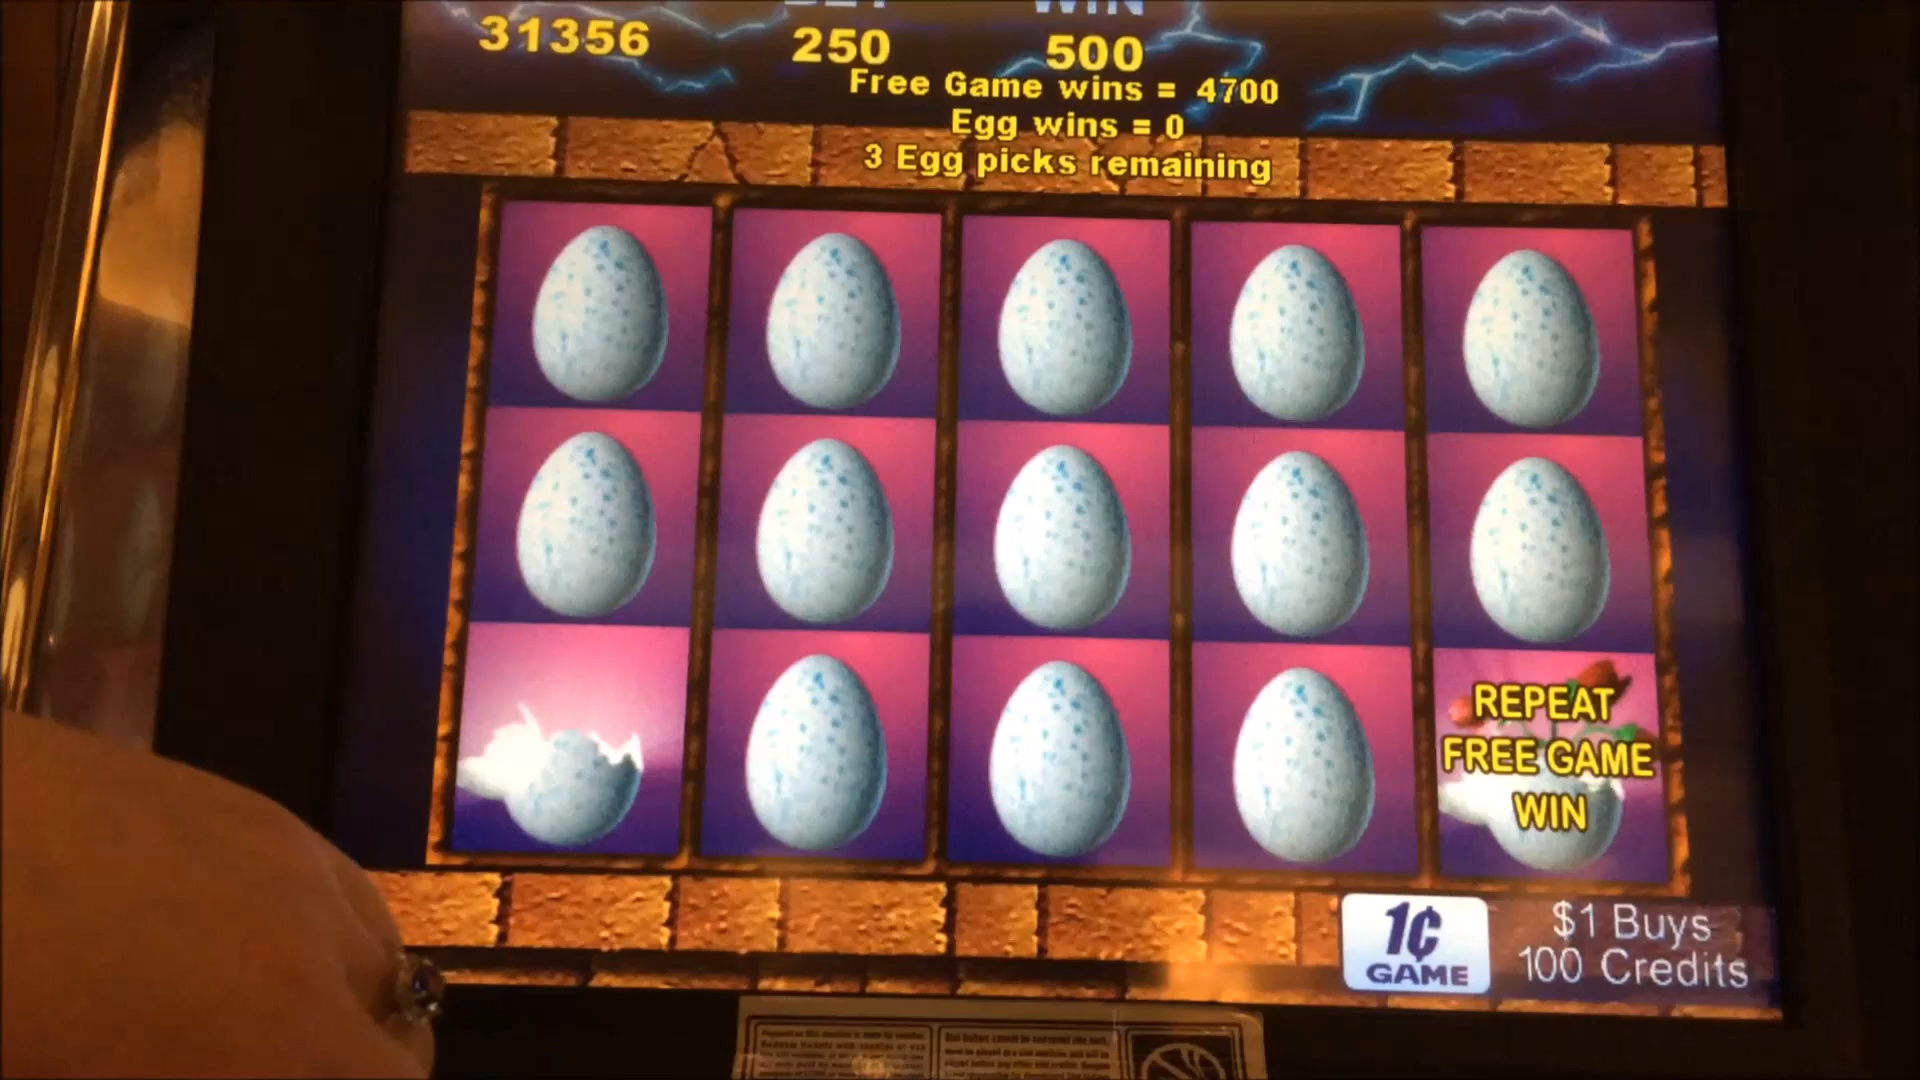 31356
250
WIN
500
Free Game wins = 4700
Egg wins = 0
3 Egg picks remaining
REPEAT
FREE GAME
WIN
1¢
GAME
$1 Buys
100 Credits